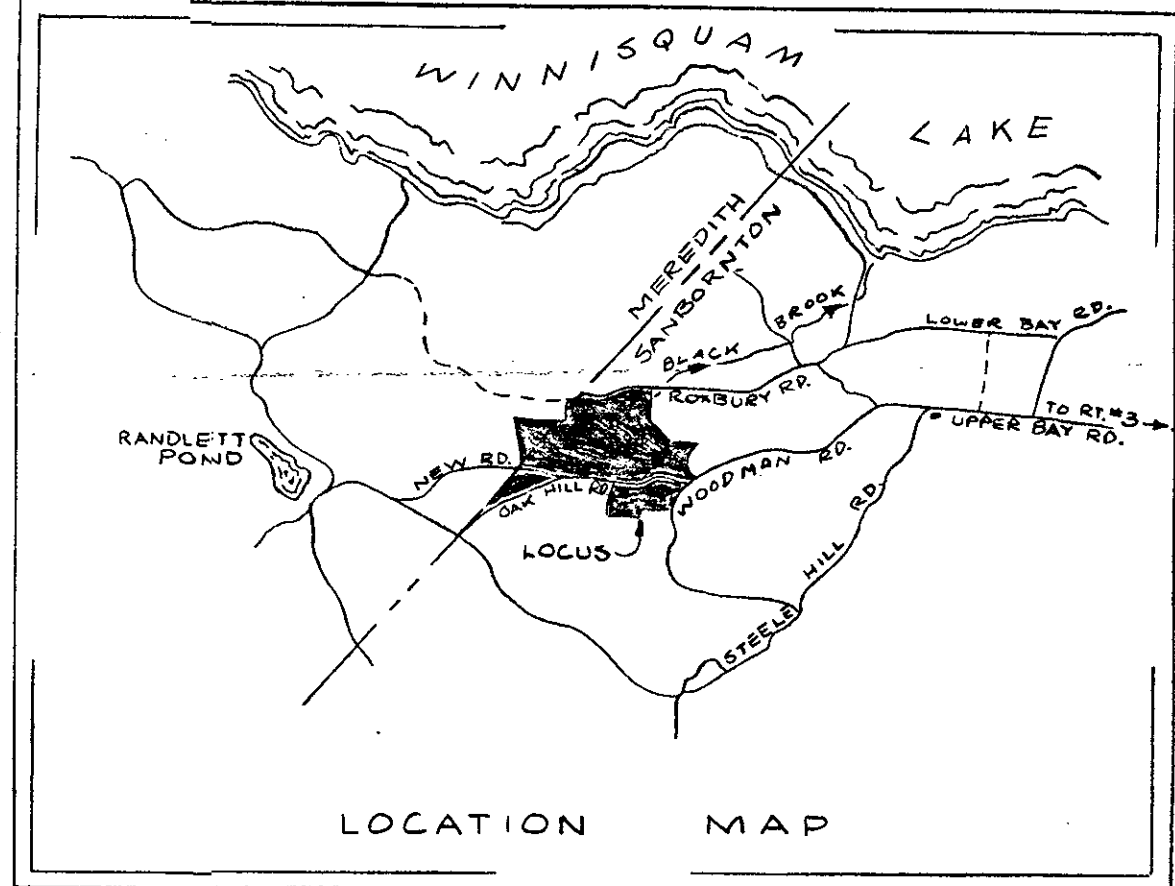 WINNISQUAM
LAKE
MEREDITH
SANBORNTON
BLACK BROOK
LOWER BAY RD.
ROXBURY RD.
TO RT. #3
UPPER BAY RD.
RANDLETT
POND
NEW RD.
WOODMAN RD.
OAK HILL RD
LOCUS
STEELE HILL RD.
LOCATION MAP